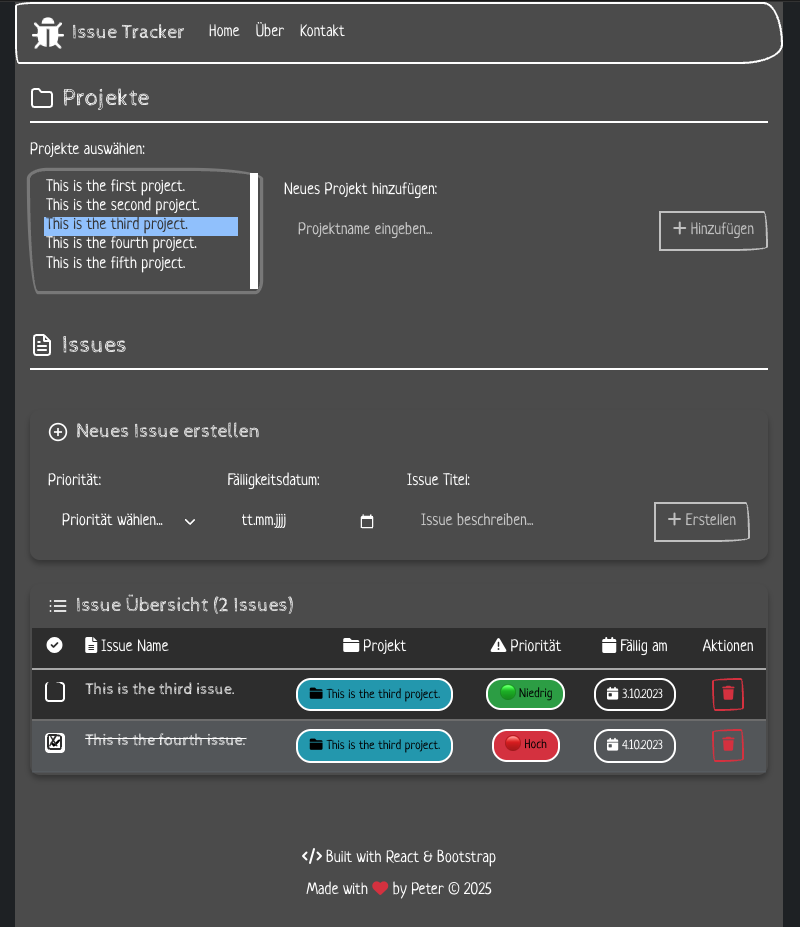 Issue Tracker Home Über Kontakt
Projekte
Projekte auswählen:
This is the first project.
This is the second project.
This is the third project.
This is the fourth project.
This is the fifth project.
Neues Projekt hinzufügen:
Projektname eingeben...
+ Hinzufügen
Issues
Neues Issue erstellen
Priorität: Fälligkeitsdatum: Issue Titel:
Priorität wählen... tt.mm.jjjj Issue beschreiben... + Erstellen
Issue Übersicht (2 Issues)
Issue Name Projekt Priorität Fällig am Aktionen
This is the third issue. This is the third project. Niedrig 3.10.2023
This is the fourth issue. This is the third project. Hoch 4.10.2023
</> Built with React & Bootstrap
Made with ❤ by Peter © 2025